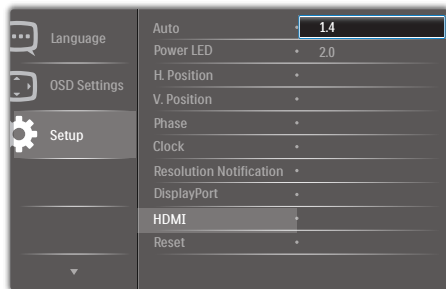 Language
OSD Settings
Setup
Auto
Power LED
H. Position
V. Position
Phase
Clock
Resolution Notification
DisplayPort
HDMI
Reset
1.4
2.0